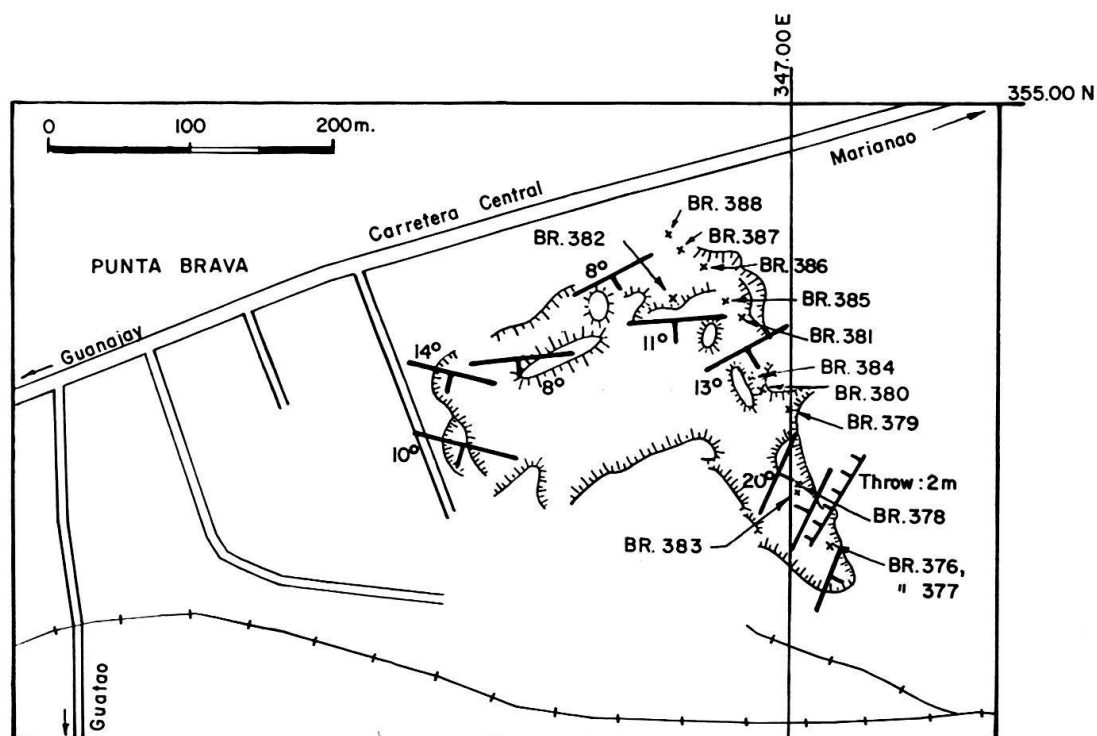 347.00 E
355.00 N
0 100 200m.
Marianao
Carretera Central
BR. 388
BR. 382
BR. 387
PUNTA BRAVA
8°
BR. 386
BR. 385
Guanajay
BR. 381
11°
14°
8°
13°
BR. 384
BR. 380
BR. 379
10°
20°
Throw : 2m
BR. 378
BR. 383
BR. 376,
" 377
Guatao